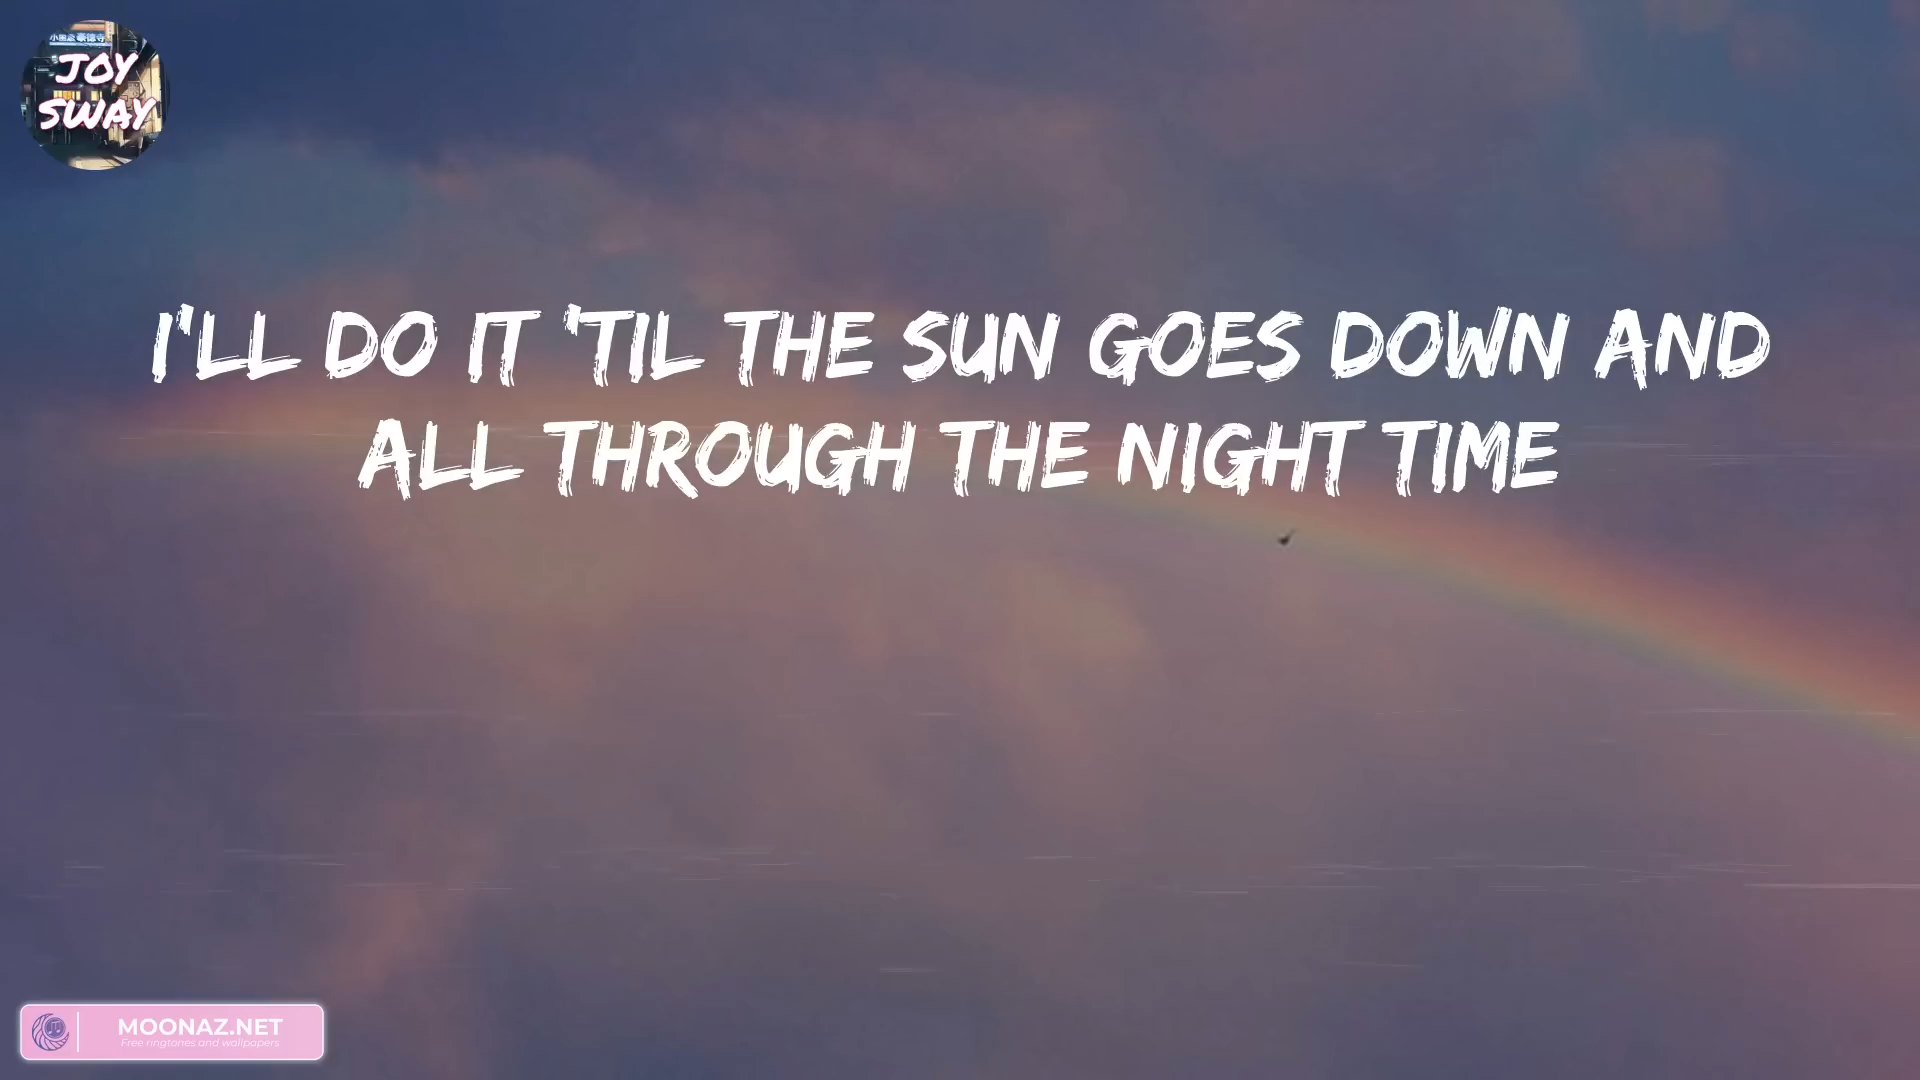 JOY
SWAY
I'LL DO IT 'TIL THE SUN GOES DOWN AND
ALL THROUGH THE NIGHT TIME
MOONAZ.NET
Free ringtones and wallpapers